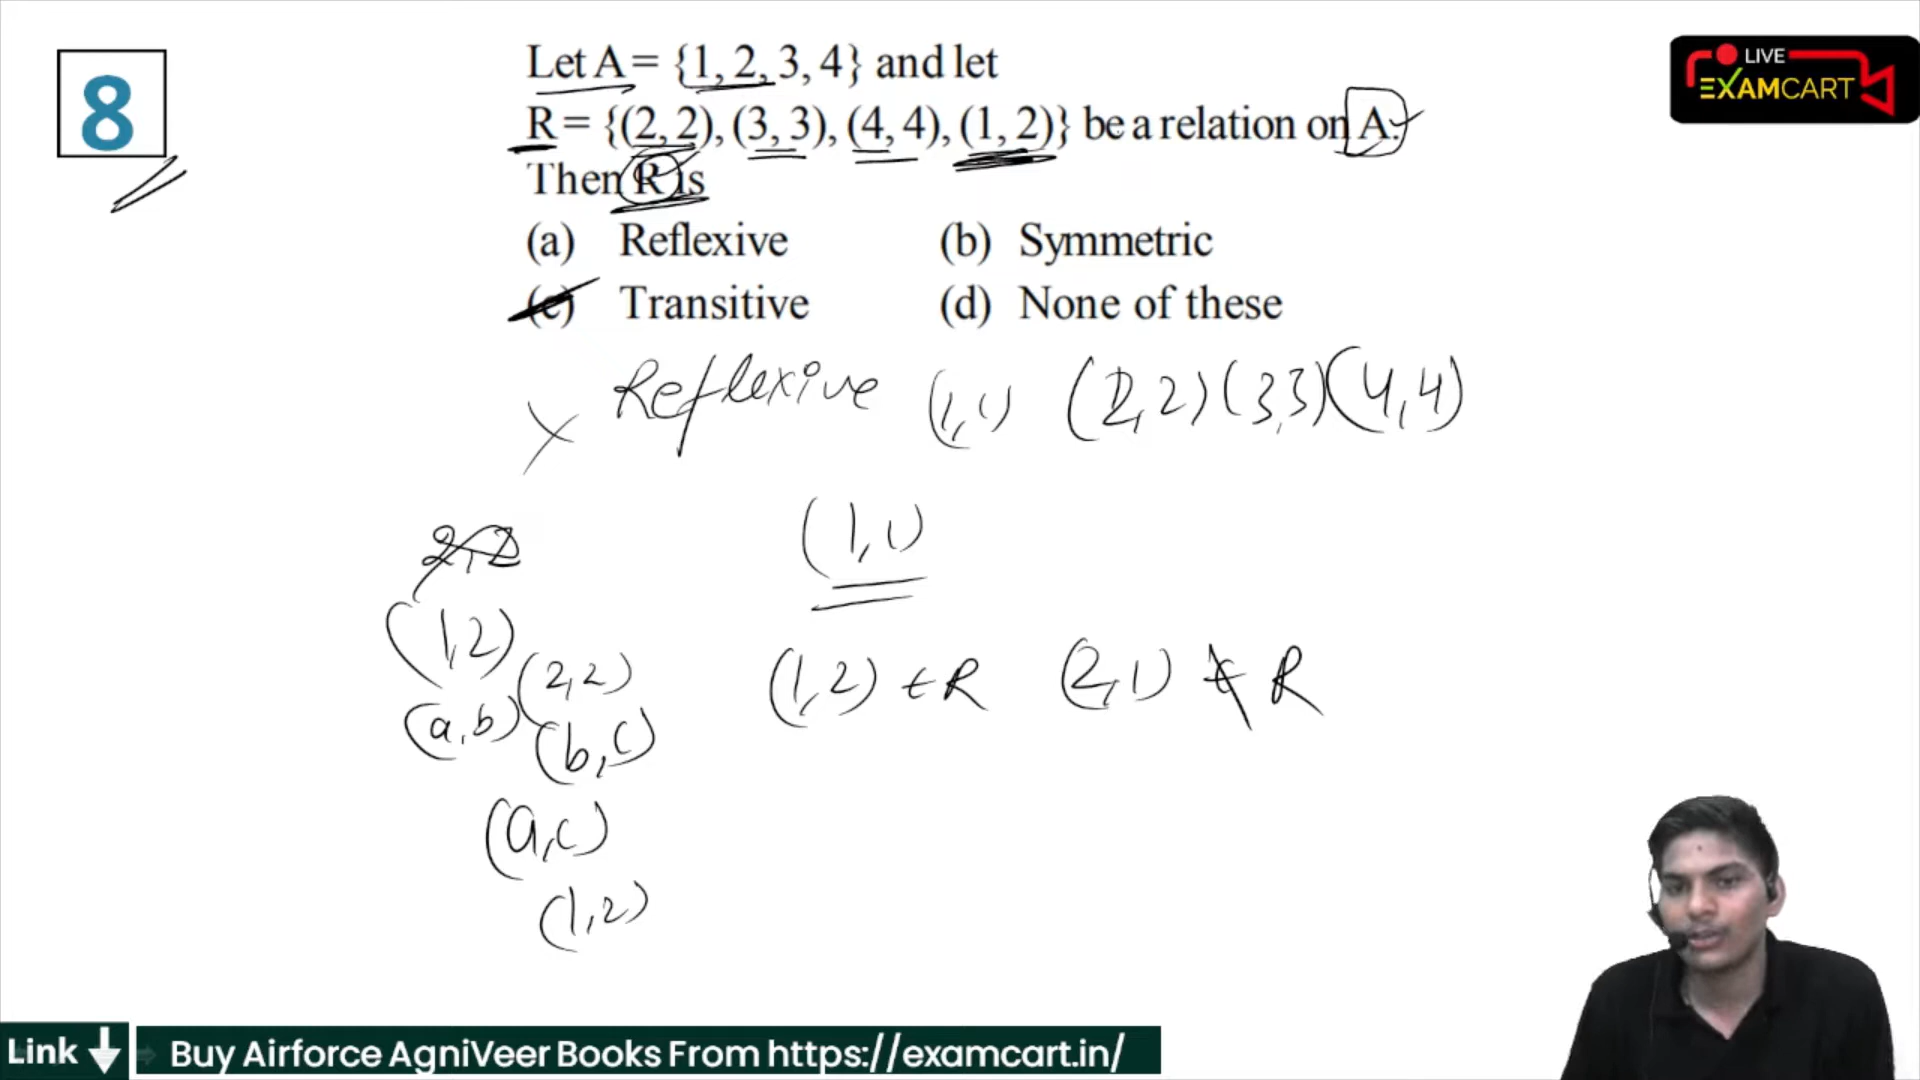 8
Let A = {1, 2, 3, 4} and let
R = {(2, 2), (3, 3), (4, 4), (1, 2)} be a relation on A.
Then R is
(a) Reflexive (b) Symmetric
(c) Transitive (d) None of these
LIVE
EXAMCART
Reflexive (1,1) (2,2) (3,3) (4,4)
(1,1)
2,2
(1,2)
(2,2)
(a,b)
(b,c)
(a,c)
(1,2)
(1,2) ∈ R (2,1) ∉ R
Link
Buy Airforce AgniVeer Books From https://examcart.in/